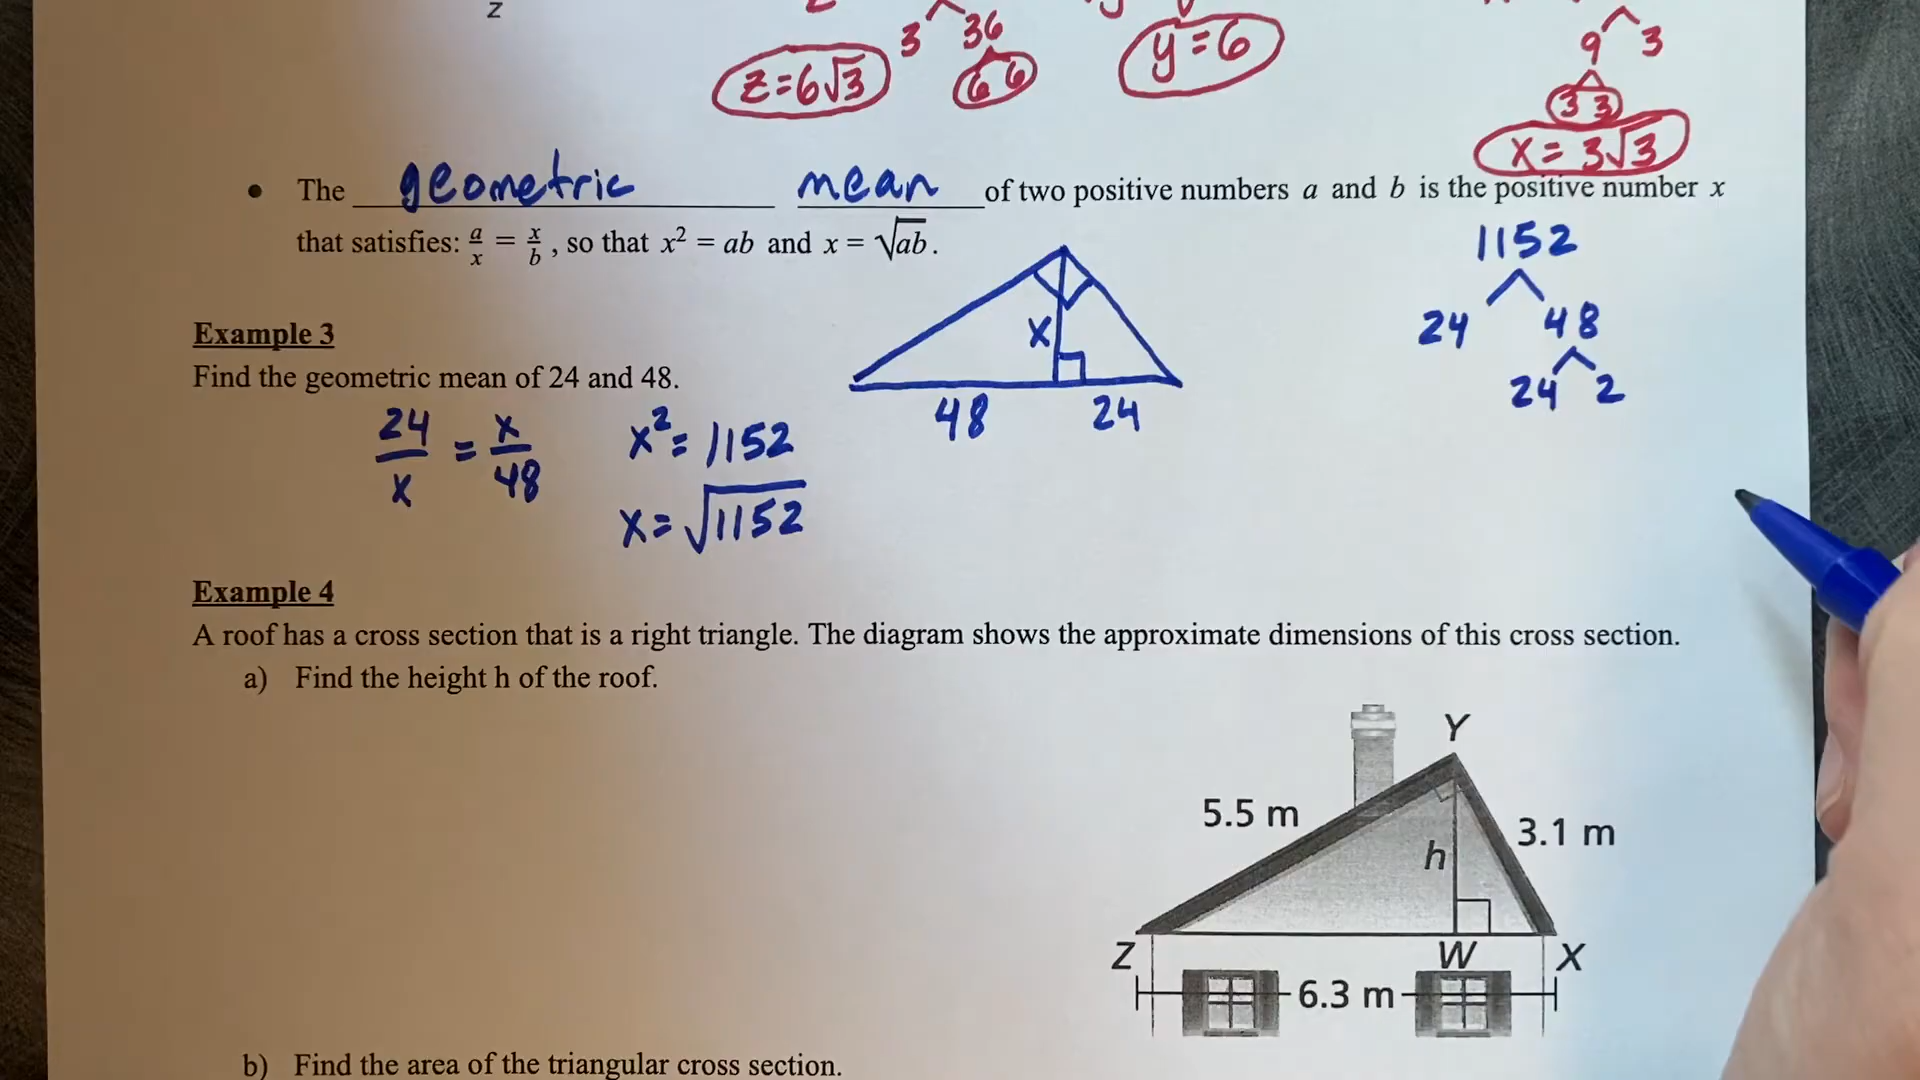 z
3 36
9 3
z=6√3
6 6
y=6
3 3
x = 3√3
• The geometric mean of two positive numbers a and b is the positive number x
that satisfies: a/x = x/b , so that x² = ab and x = √ab.
1152
24 48
24 2
x
48 24
Example 3
Find the geometric mean of 24 and 48.
24/x = x/48
x² = 1152
x = √1152
Example 4
A roof has a cross section that is a right triangle. The diagram shows the approximate dimensions of this cross section.
a) Find the height h of the roof.
Y
5.5 m
3.1 m
h
Z W X
6.3 m
b) Find the area of the triangular cross section.